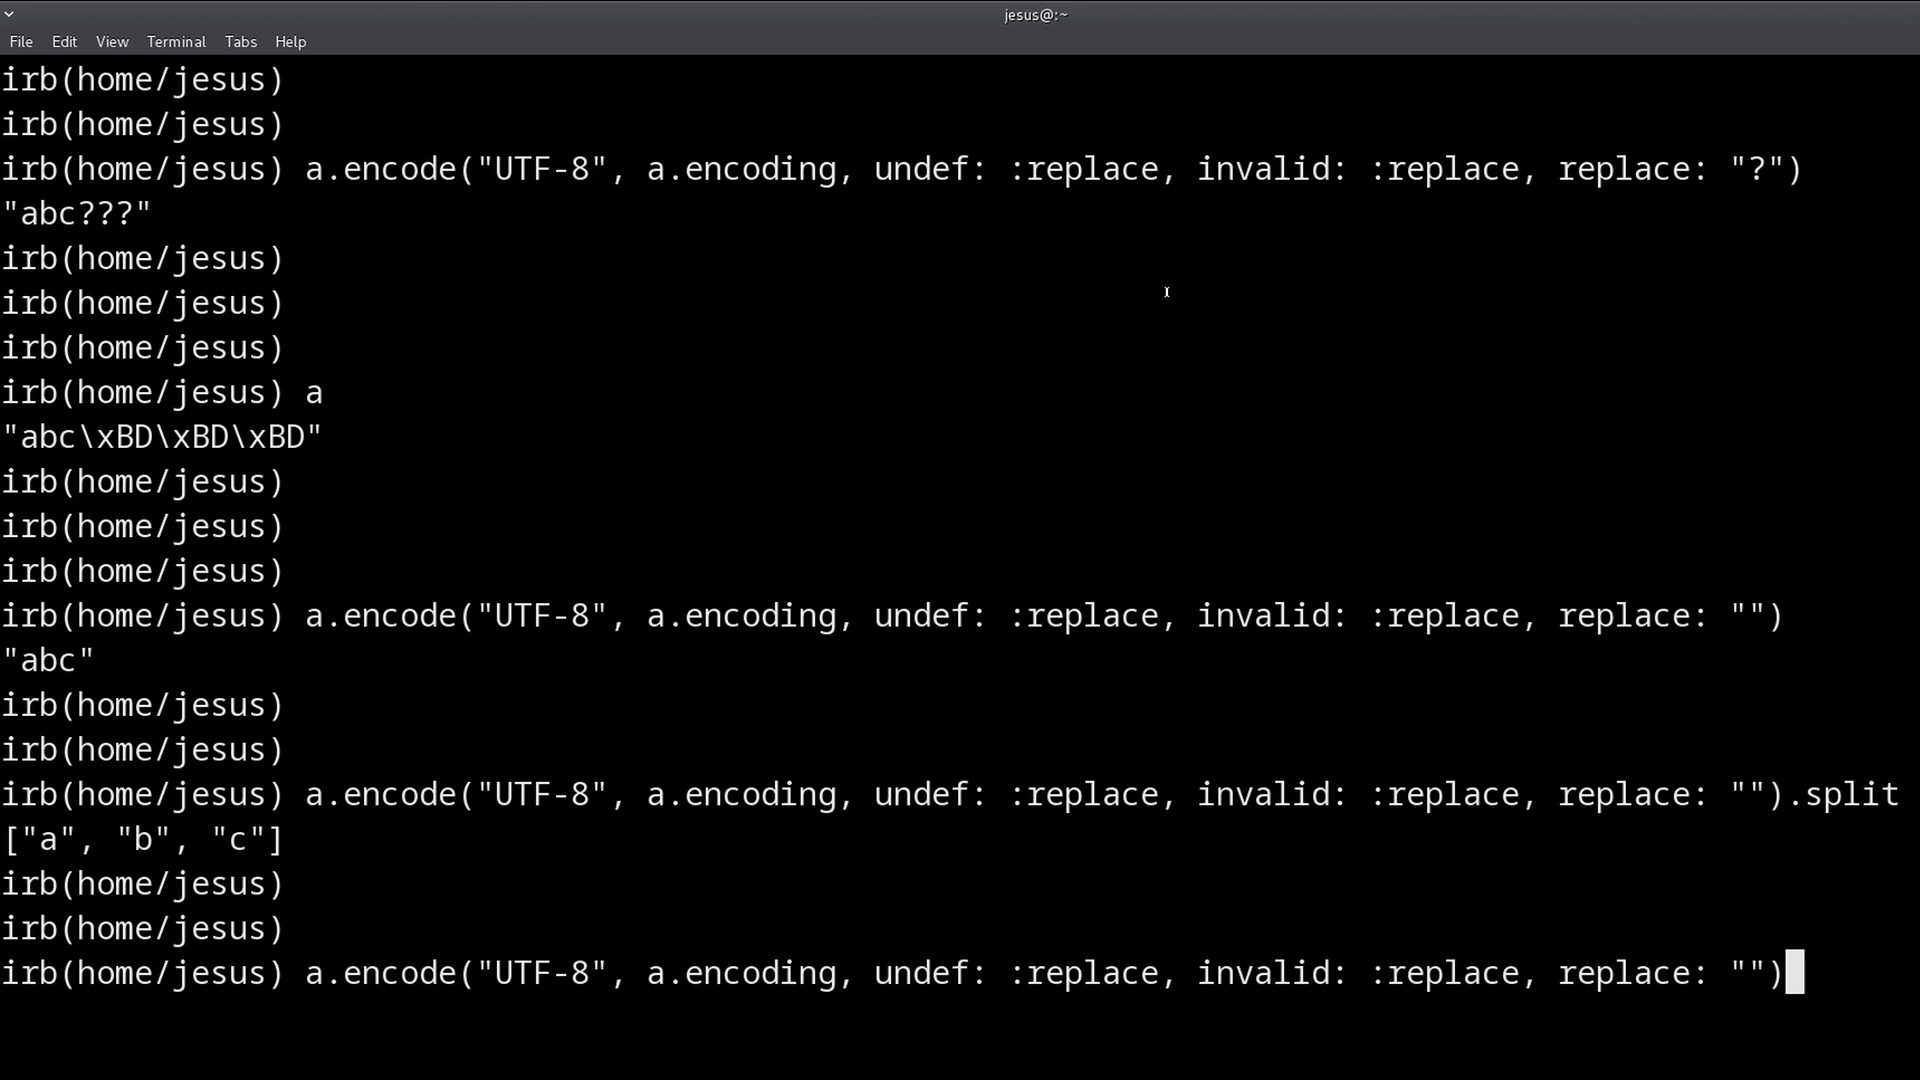 jesus@:~
File Edit View Terminal Tabs Help
irb(home/jesus)
irb(home/jesus)
irb(home/jesus) a.encode("UTF-8", a.encoding, undef: :replace, invalid: :replace, replace: "?")
"abc???"
irb(home/jesus)
irb(home/jesus)
irb(home/jesus)
irb(home/jesus) a
"abc\xBD\xBD\xBD"
irb(home/jesus)
irb(home/jesus)
irb(home/jesus)
irb(home/jesus) a.encode("UTF-8", a.encoding, undef: :replace, invalid: :replace, replace: "")
"abc"
irb(home/jesus)
irb(home/jesus)
irb(home/jesus) a.encode("UTF-8", a.encoding, undef: :replace, invalid: :replace, replace: "").split
["a", "b", "c"]
irb(home/jesus)
irb(home/jesus)
irb(home/jesus) a.encode("UTF-8", a.encoding, undef: :replace, invalid: :replace, replace: "")